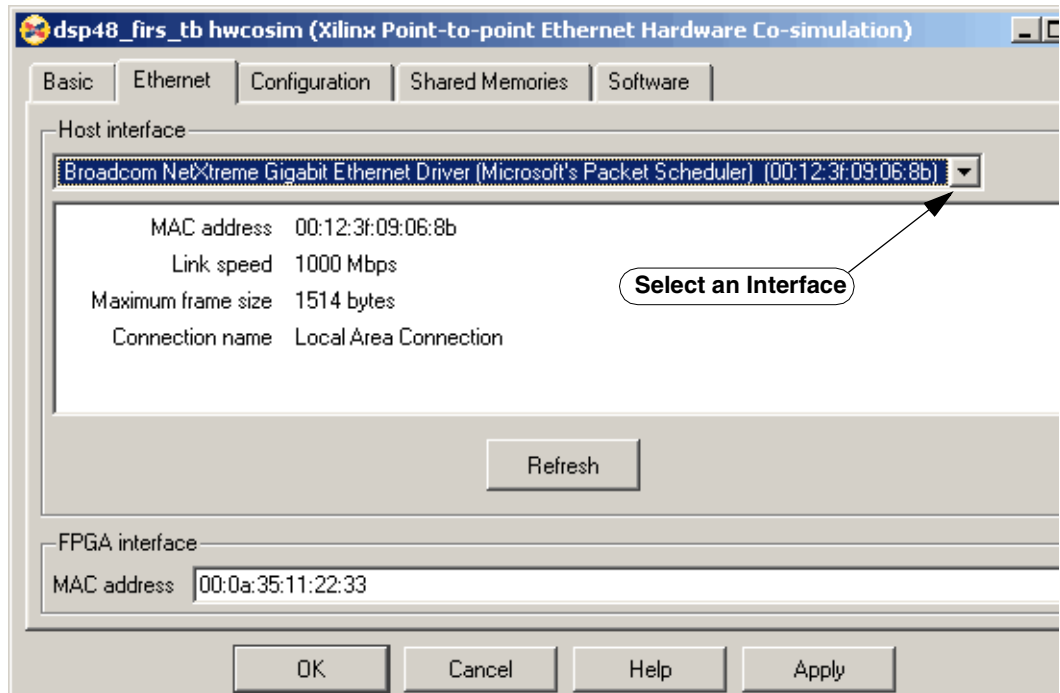 dsp48_firs_tb hwcosim (Xilinx Point-to-point Ethernet Hardware Co-simulation)
Basic Ethernet Configuration Shared Memories Software
Host interface
Broadcom NetXtreme Gigabit Ethernet Driver (Microsoft's Packet Scheduler) (00:12:3f:09:06:8b)
MAC address 00:12:3f:09:06:8b
Link speed 1000 Mbps
Select an Interface
Maximum frame size 1514 bytes
Connection name Local Area Connection
Refresh
FPGA interface
MAC address 00:0a:35:11:22:33
OK Cancel Help Apply